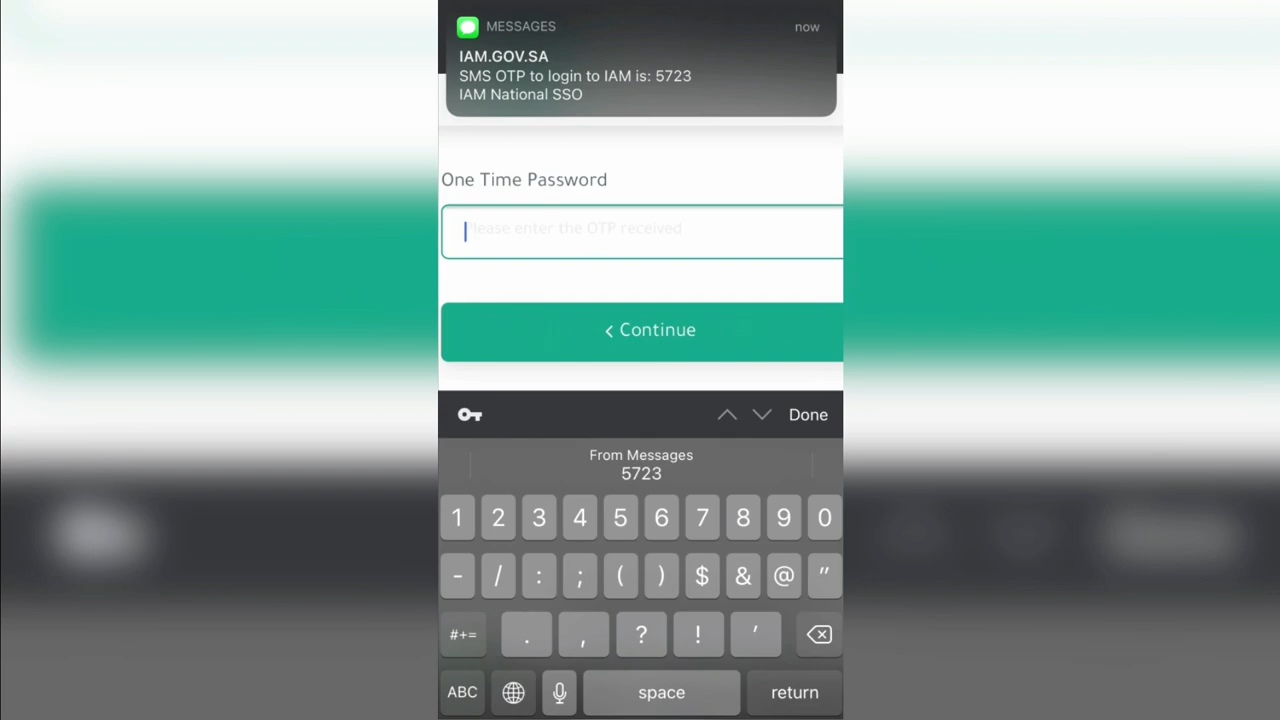 MESSAGES now
IAM.GOV.SA
SMS OTP to login to IAM is: 5723
IAM National SSO
One Time Password
Please enter the OTP received
< Continue
Done
From Messages
5723
1 2 3 4 5 6 7 8 9 0
- / : ; ( ) $ & @ "
#+= . , ? ! '
ABC space return